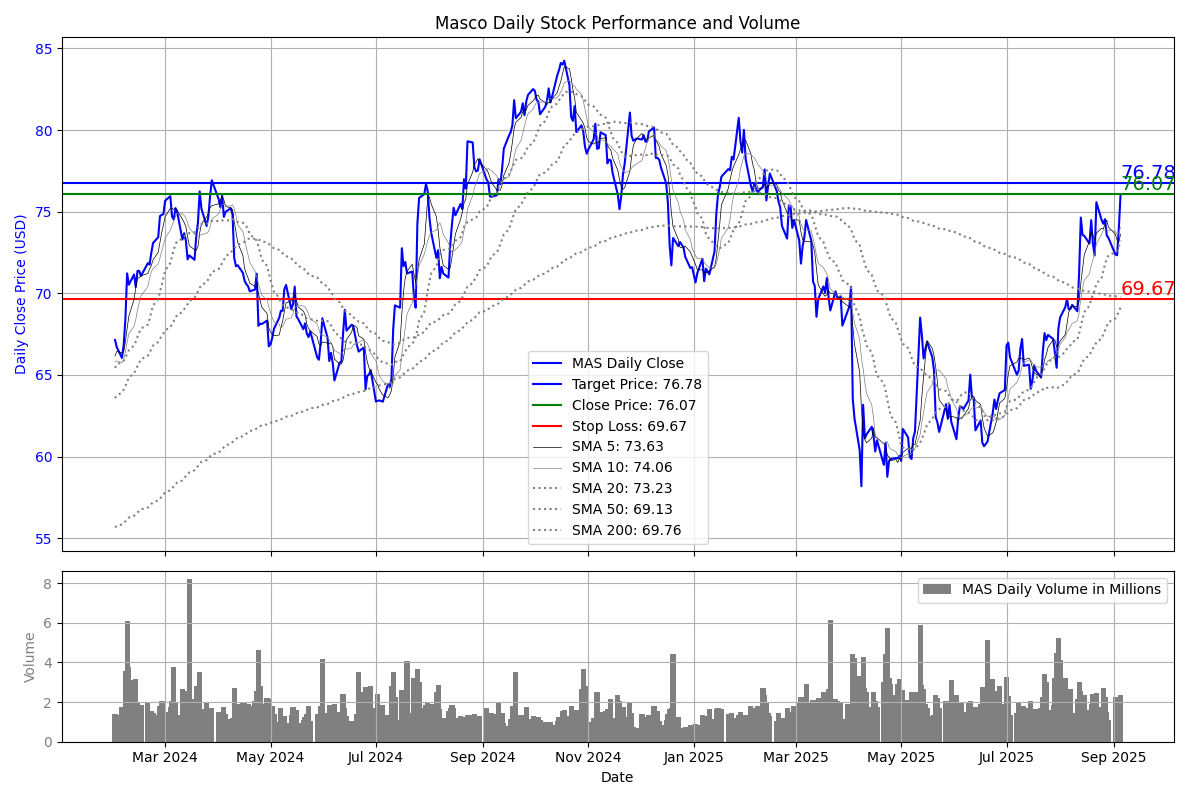 Masco Daily Stock Performance and Volume
Daily Close Price (USD)
85
80
75
70
65
60
55
76.78
76.07
69.67
MAS Daily Close
Target Price: 76.78
Close Price: 76.07
Stop Loss: 69.67
SMA 5: 73.63
SMA 10: 74.06
SMA 20: 73.23
SMA 50: 69.13
SMA 200: 69.76
Volume
8
6
4
2
0
MAS Daily Volume in Millions
Mar 2024
May 2024
Jul 2024
Sep 2024
Nov 2024
Jan 2025
Mar 2025
May 2025
Jul 2025
Sep 2025
Date